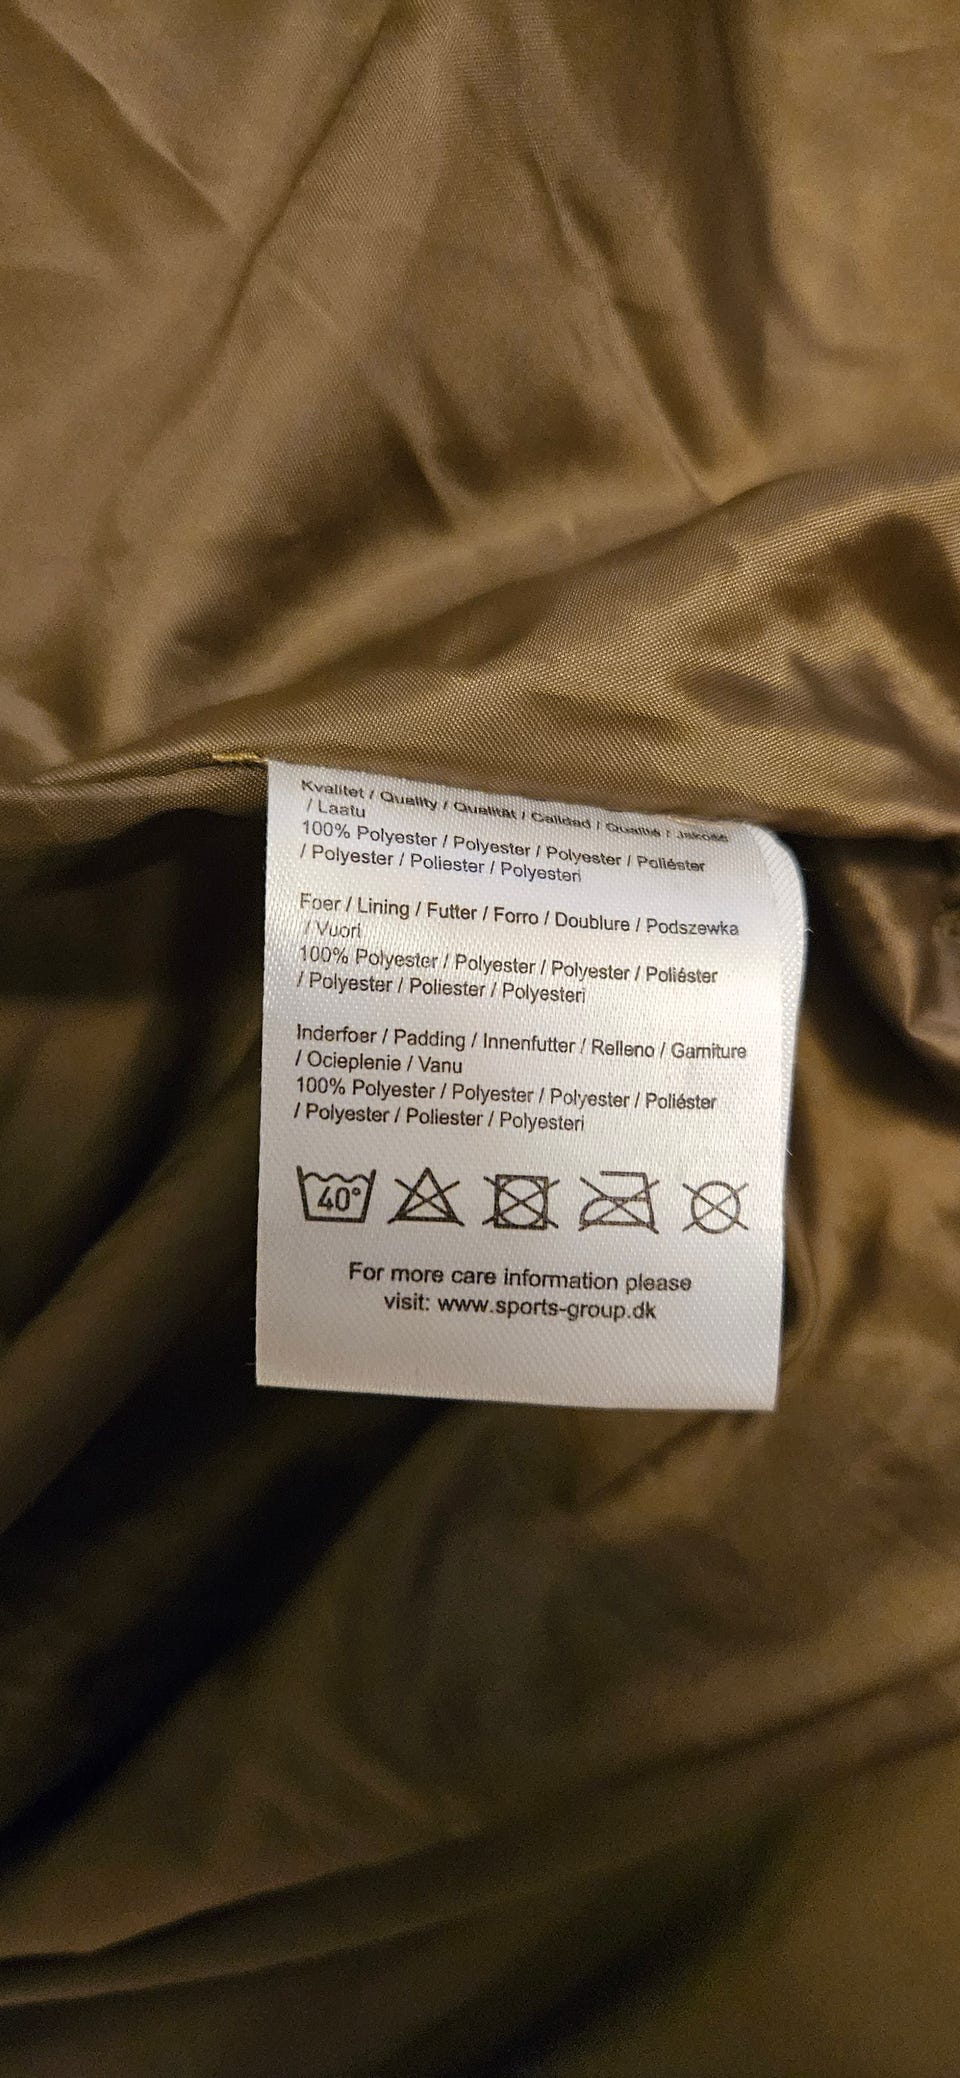 Kvalitet / Quality / Qualität / Calidad / Qualité / Jakość
/ Laatu
100% Polyester / Polyester / Polyester / Poliéster
/ Polyester / Poliester / Polyesteri
Foer / Lining / Futter / Forro / Doublure / Podszewka
/ Vuori
100% Polyester / Polyester / Polyester / Poliéster
/ Polyester / Poliester / Polyesteri
Inderfoer / Padding / Innenfutter / Relleno / Garniture
/ Ocieplenie / Vanu
100% Polyester / Polyester / Polyester / Poliéster
/ Polyester / Poliester / Polyesteri
40°
For more care information please
visit: www.sports-group.dk